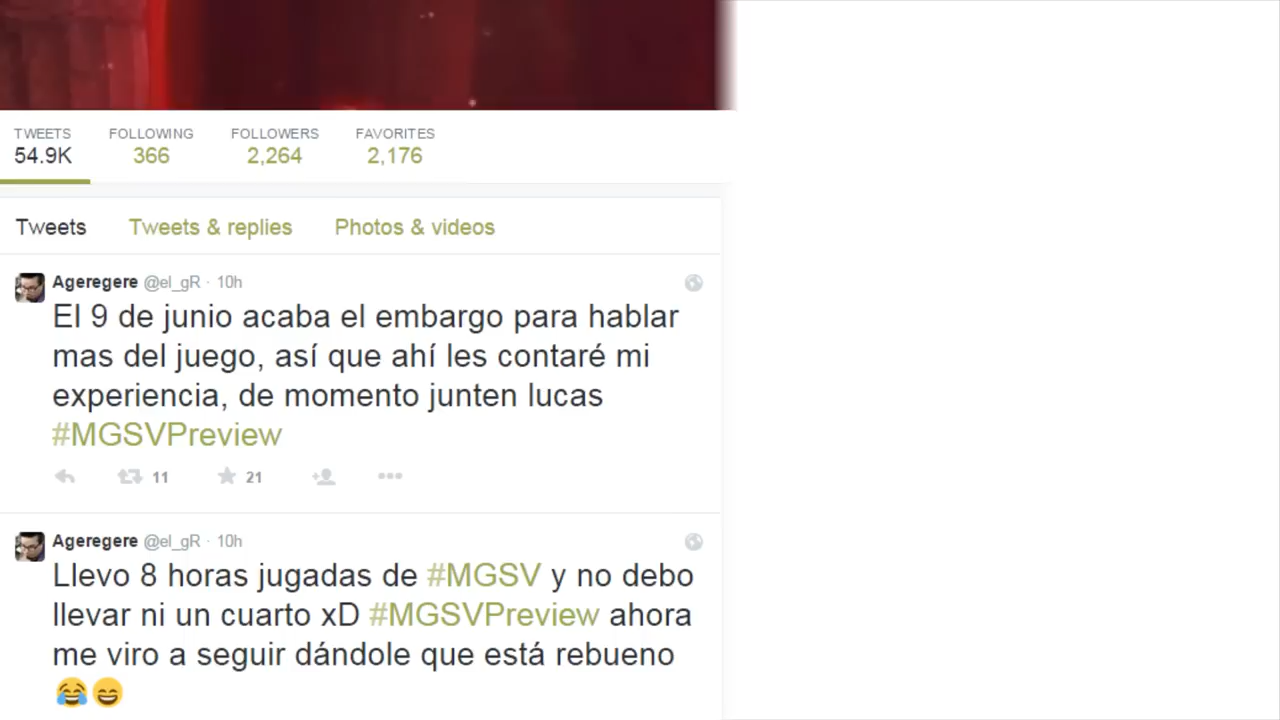 TWEETS FOLLOWING FOLLOWERS FAVORITES
54.9K 366 2,264 2,176
Tweets Tweets & replies Photos & videos
Ageregere @el_gR · 10h
El 9 de junio acaba el embargo para hablar
mas del juego, así que ahí les contaré mi
experiencia, de momento junten lucas
#MGSVPreview
11 21
Ageregere @el_gR · 10h
Llevo 8 horas jugadas de #MGSV y no debo
llevar ni un cuarto xD #MGSVPreview ahora
me viro a seguir dándole que está rebueno
😂😄